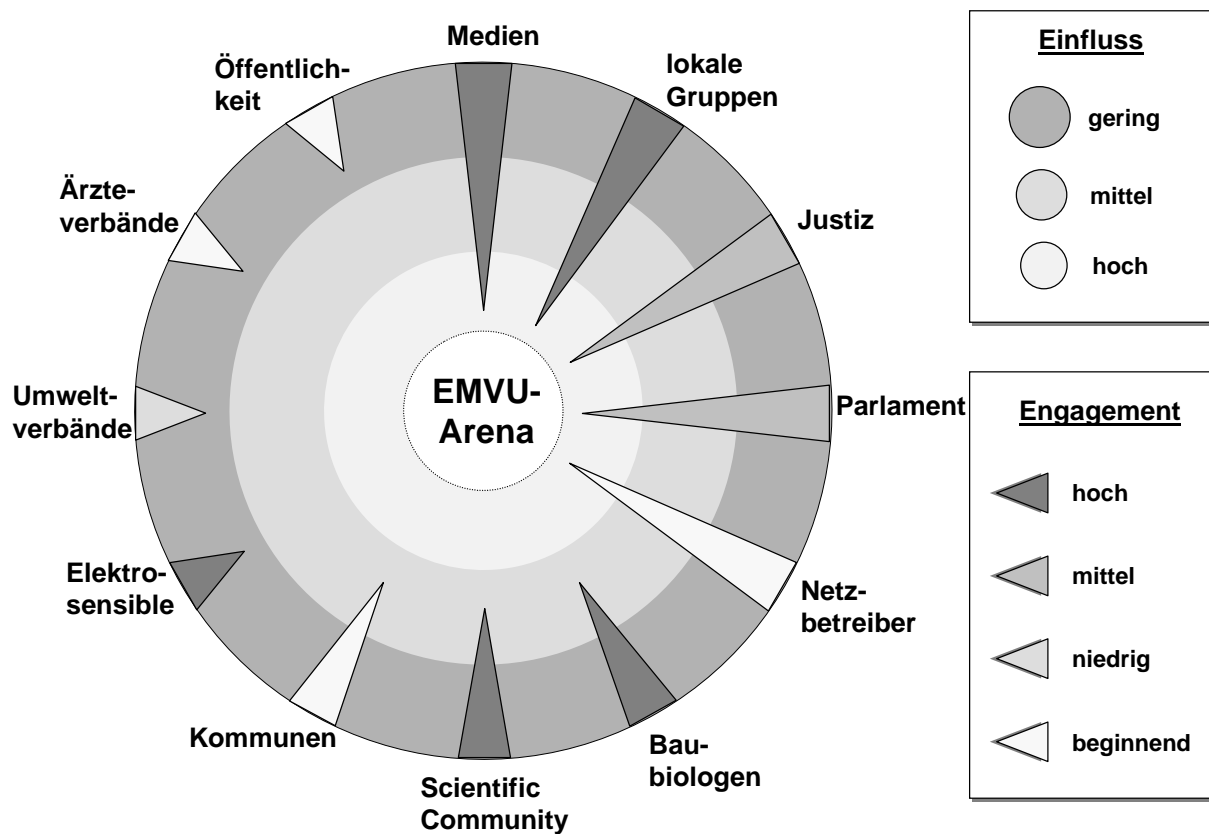 Medien
lokale
Gruppen
Justiz
Parlament
Netz-
betreiber
Bau-
biologen
Scientific
Community
Kommunen
Elektro-
sensible
Umwelt-
verbände
Ärzte-
verbände
Öffentlich-
keit
EMVU-
Arena
Einfluss
gering
mittel
hoch
Engagement
hoch
mittel
niedrig
beginnend